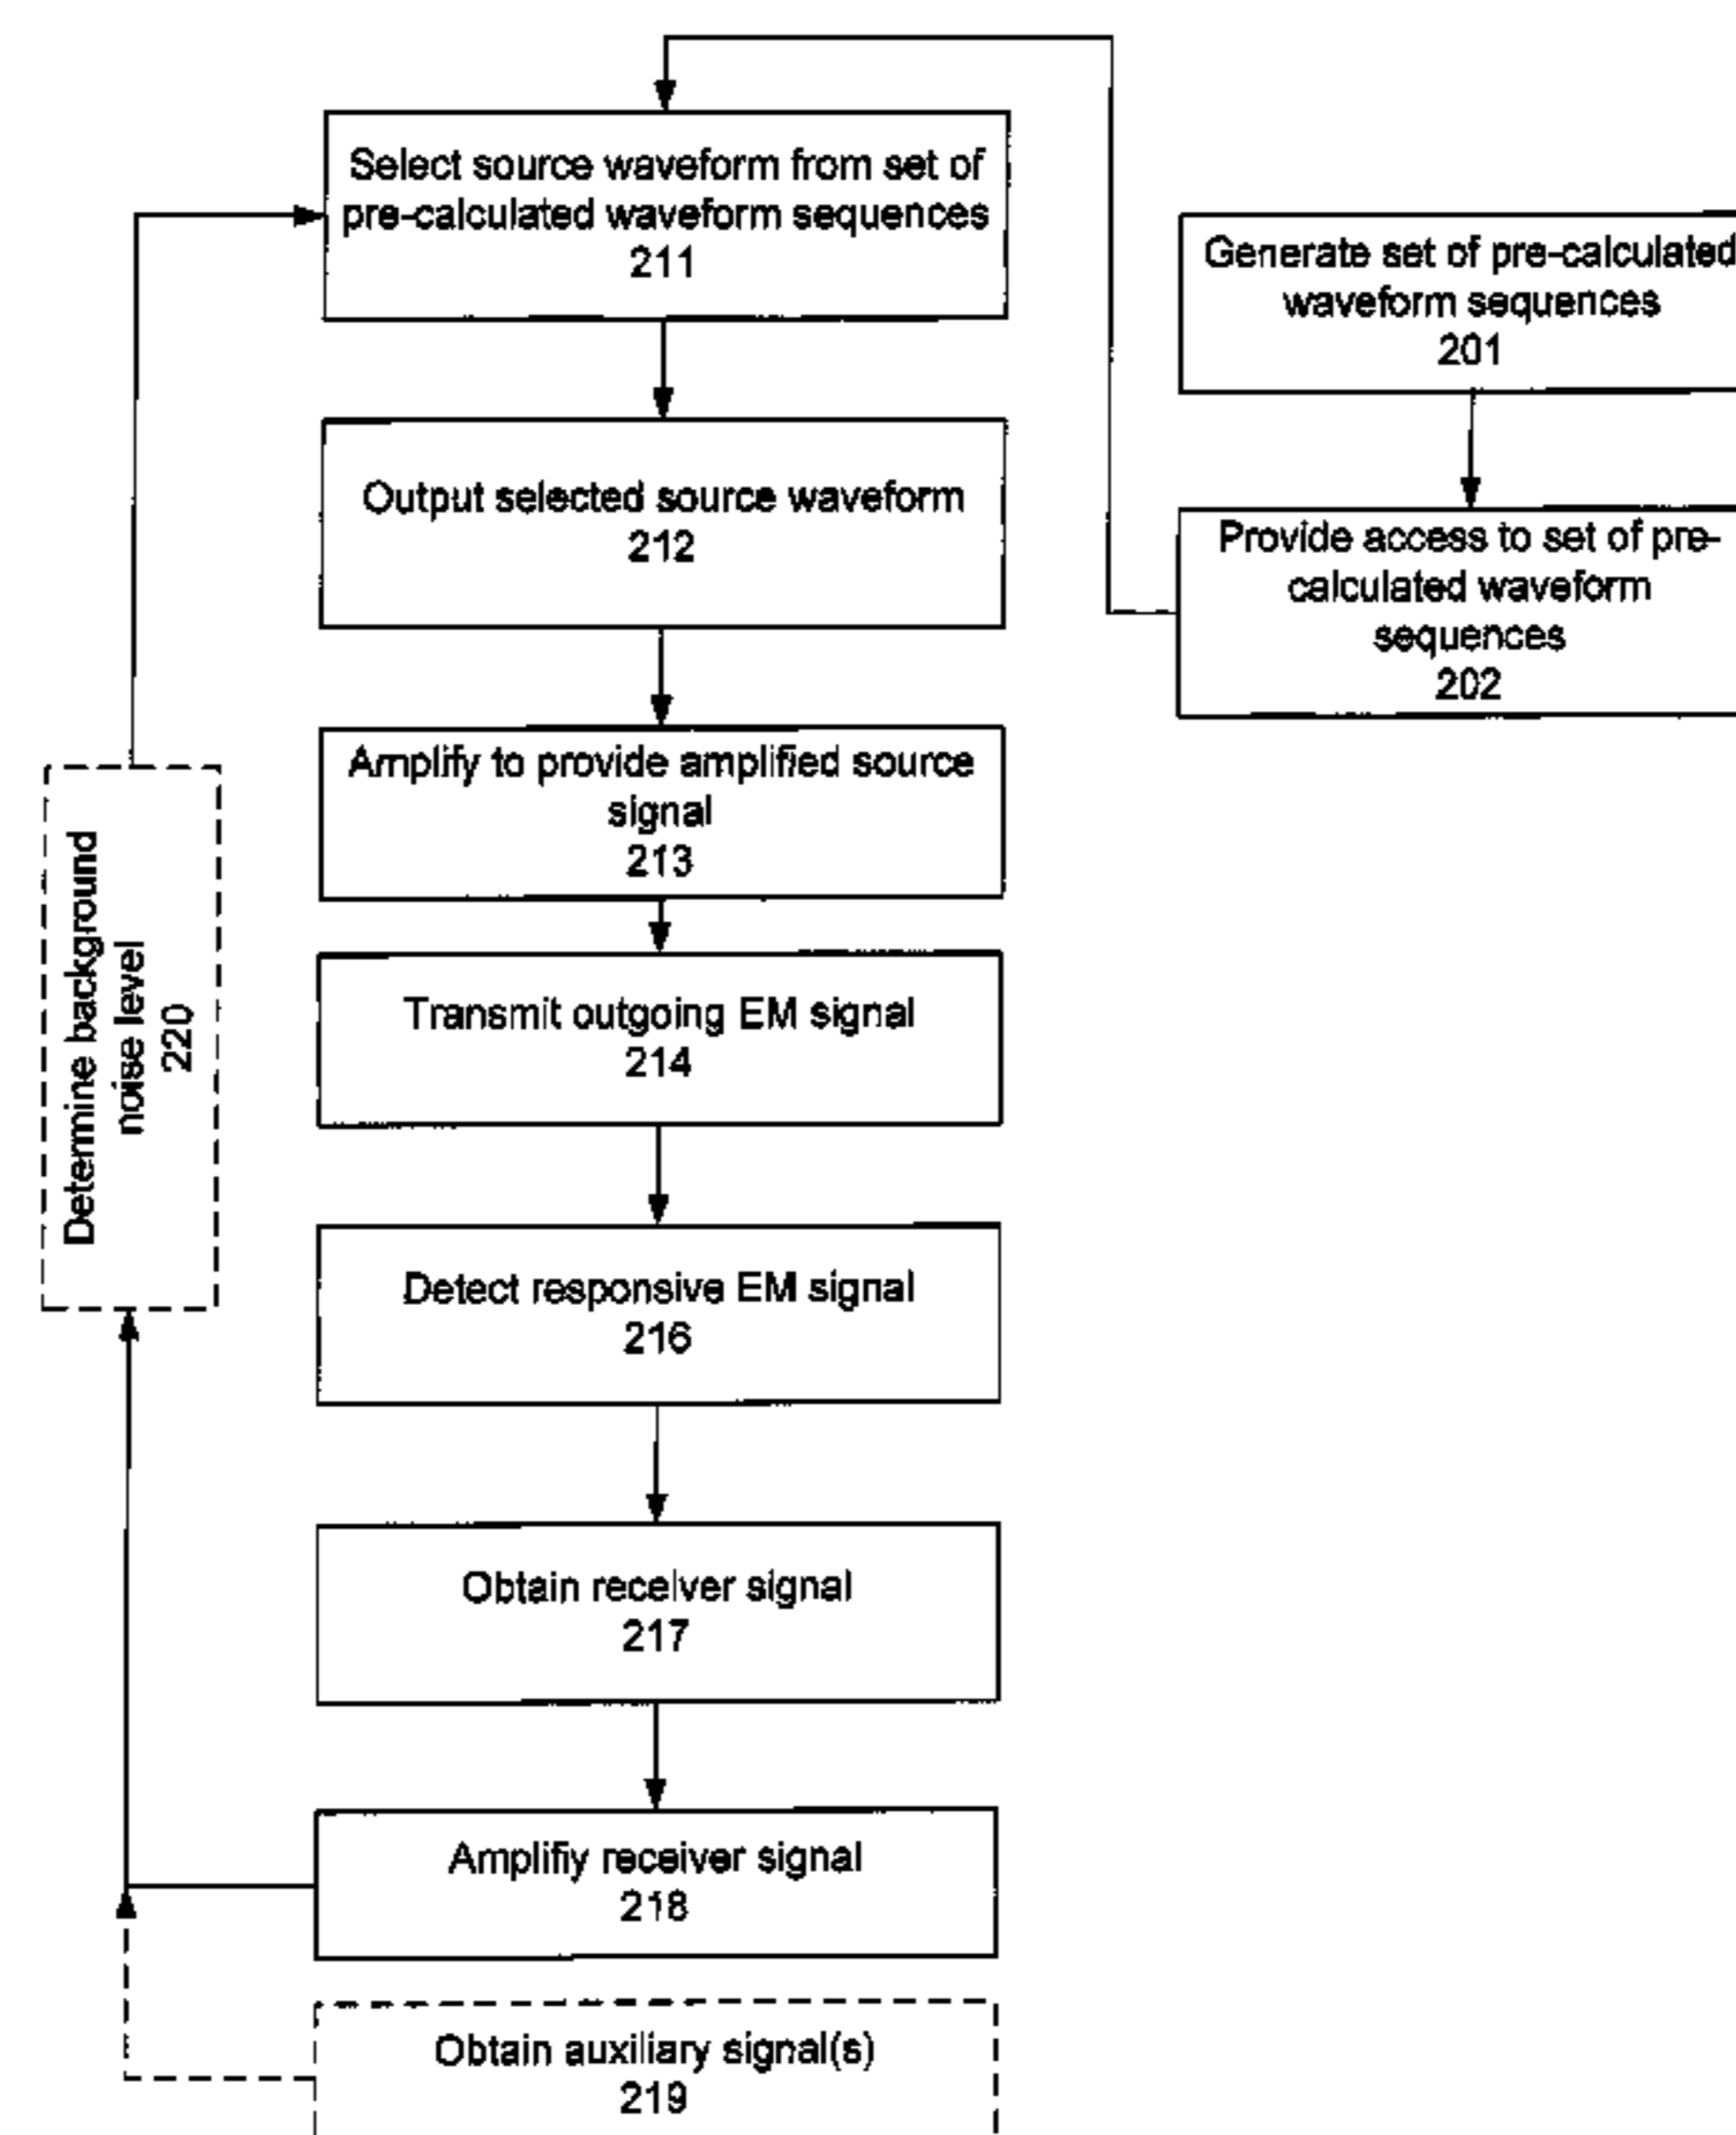 Select source waveform from set of
pre-calculated waveform sequences
211
Generate set of pre-calculated
waveform sequences
201
Output selected source waveform
212
Provide access to set of pre-
calculated waveform
sequences
202
Amplify to provide amplified source
signal
213
Determine background
noise level
220
Transmit outgoing EM signal
214
Detect responsive EM signal
216
Obtain receiver signal
217
Amplifiy receiver signal
218
Obtain auxiliary signal(s)
219